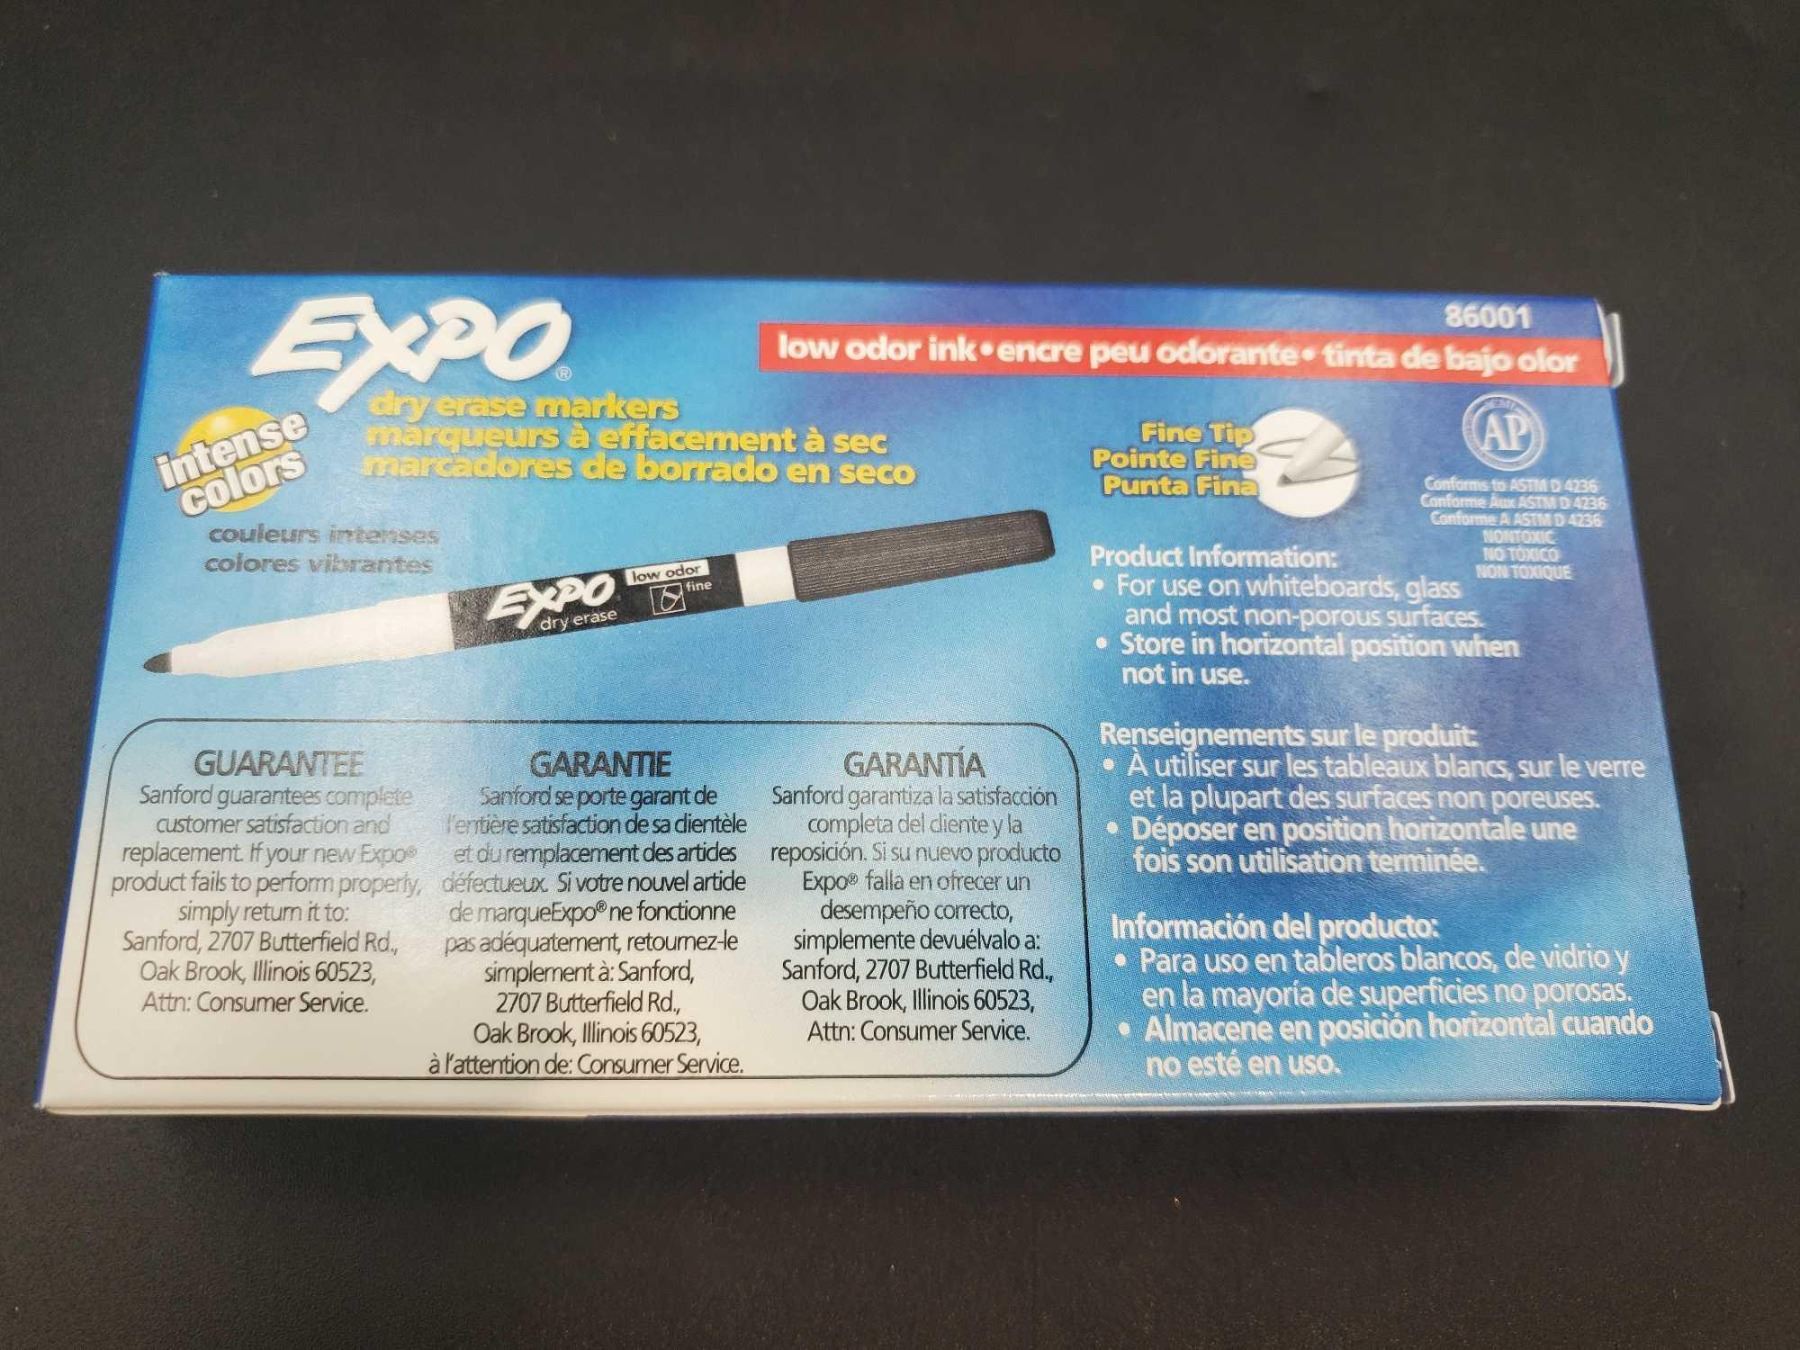 EXPO®
dry erase markers
marqueurs à effacement à sec
marcadores de borrado en seco
intense
colors
couleurs intenses
colores vibrantes
86001
low odor ink • encre peu odorante • tinta de bajo olor
Fine Tip
Pointe Fine
Punta Fina
AP
Conforms to ASTM D 4236
Conforme Aux ASTM D 4236
Conforme A ASTM D 4236
NONTOXIC
NO TÓXICO
NON TOXIQUE
EXPO
dry erase
low odor
fine
Product Information:
• For use on whiteboards, glass
and most non-porous surfaces.
• Store in horizontal position when
not in use.
Renseignements sur le produit:
• À utiliser sur les tableaux blancs, sur le verre
et la plupart des surfaces non poreuses.
• Déposer en position horizontale une
fois son utilisation terminée.
Información del producto:
• Para uso en tableros blancos, de vidrio y
en la mayoría de superficies no porosas.
• Almacene en posición horizontal cuando
no esté en uso.
GUARANTEE
Sanford guarantees complete
customer satisfaction and
replacement. If your new Expo®
product fails to perform properly,
simply return it to:
Sanford, 2707 Butterfield Rd.,
Oak Brook, Illinois 60523,
Attn: Consumer Service.
GARANTIE
Sanford se porte garant de
l'entière satisfaction de sa clientèle
et du remplacement des articles
défectueux. Si votre nouvel article
de marqueExpo® ne fonctionne
pas adéquatement, retournez-le
simplement à: Sanford,
2707 Butterfield Rd.,
Oak Brook, Illinois 60523,
à l'attention de: Consumer Service.
GARANTÍA
Sanford garantiza la satisfacción
completa del cliente y la
reposición. Si su nuevo producto
Expo® falla en ofrecer un
desempeño correcto,
simplemente devuélvalo a:
Sanford, 2707 Butterfield Rd.,
Oak Brook, Illinois 60523,
Attn: Consumer Service.